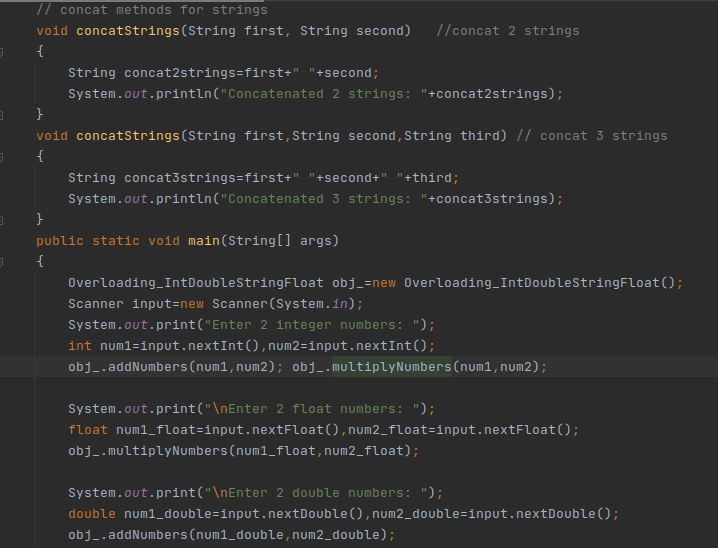 // concat methods for strings
void concatStrings(String first, String second)   //concat 2 strings
{
    String concat2strings=first+" "+second;
    System.out.println("Concatenated 2 strings: "+concat2strings);
}
void concatStrings(String first,String second,String third) // concat 3 strings
{
    String concat3strings=first+" "+second+" "+third;
    System.out.println("Concatenated 3 strings: "+concat3strings);
}
public static void main(String[] args)
{
    Overloading_IntDoubleStringFloat obj_=new Overloading_IntDoubleStringFloat();
    Scanner input=new Scanner(System.in);
    System.out.print("Enter 2 integer numbers: ");
    int num1=input.nextInt(),num2=input.nextInt();
    obj_.addNumbers(num1,num2); obj_.multiplyNumbers(num1,num2);

    System.out.print("\nEnter 2 float numbers: ");
    float num1_float=input.nextFloat(),num2_float=input.nextFloat();
    obj_.multiplyNumbers(num1_float,num2_float);

    System.out.print("\nEnter 2 double numbers: ");
    double num1_double=input.nextDouble(),num2_double=input.nextDouble();
    obj_.addNumbers(num1_double,num2_double);